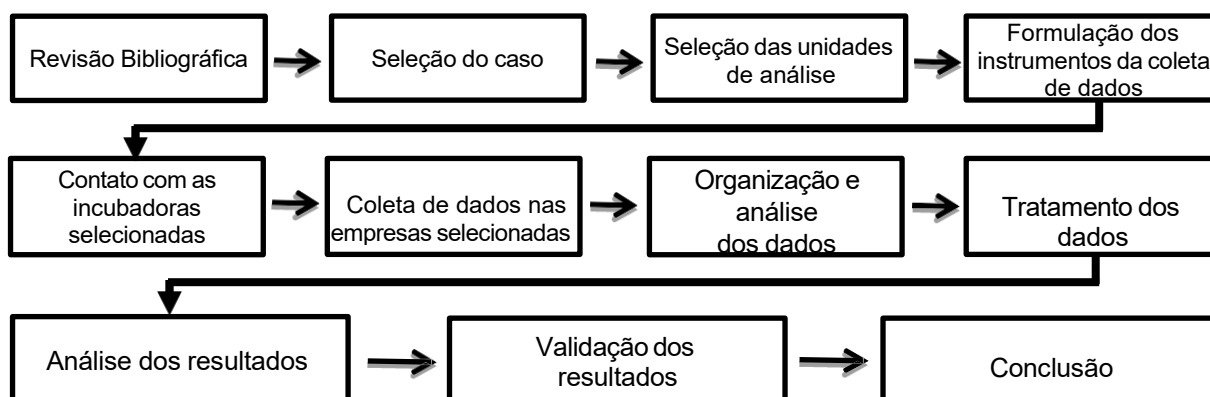 Revisão Bibliográfica
Seleção do caso
Seleção das unidades
de análise
Formulação dos
instrumentos da coleta
de dados
Contato com as
incubadoras
selecionadas
Coleta de dados nas
empresas selecionadas
Organização e
análise
dos dados
Tratamento dos
dados
Análise dos resultados
Validação dos
resultados
Conclusão